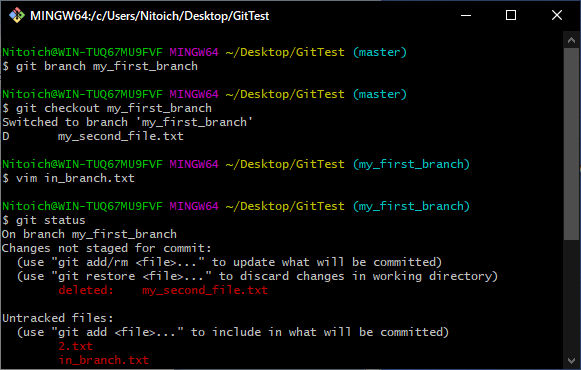 MINGW64:/c/Users/Nitoich/Desktop/GitTest
Nitoich@WIN-TUQ67MU9FVF MINGW64 ~/Desktop/GitTest (master)
$ git branch my_first_branch
Nitoich@WIN-TUQ67MU9FVF MINGW64 ~/Desktop/GitTest (master)
$ git checkout my_first_branch
Switched to branch 'my_first_branch'
D       my_second_file.txt
Nitoich@WIN-TUQ67MU9FVF MINGW64 ~/Desktop/GitTest (my_first_branch)
$ vim in_branch.txt
Nitoich@WIN-TUQ67MU9FVF MINGW64 ~/Desktop/GitTest (my_first_branch)
$ git status
On branch my_first_branch
Changes not staged for commit:
  (use "git add/rm <file>..." to update what will be committed)
  (use "git restore <file>..." to discard changes in working directory)
        deleted:    my_second_file.txt
Untracked files:
  (use "git add <file>..." to include in what will be committed)
        2.txt
        in_branch.txt